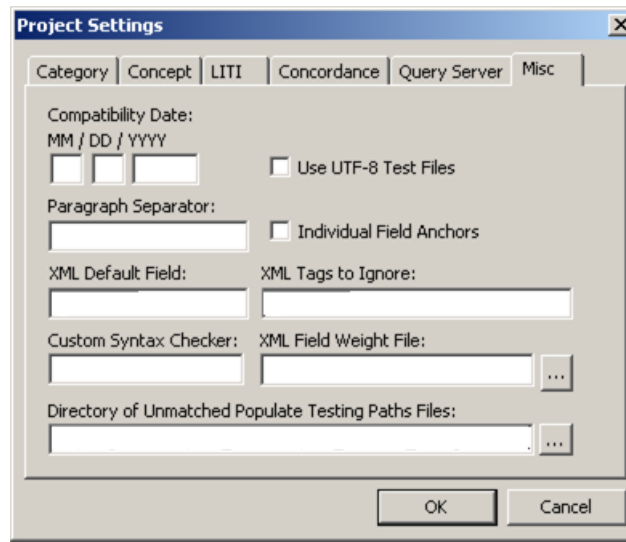 Project Settings
Category Concept LITI Concordance Query Server Misc
Compatibility Date:
MM / DD / YYYY
Use UTF-8 Test Files
Paragraph Separator:
Individual Field Anchors
XML Default Field: XML Tags to Ignore:
Custom Syntax Checker: XML Field Weight File:
...
Directory of Unmatched Populate Testing Paths Files:
...
OK Cancel